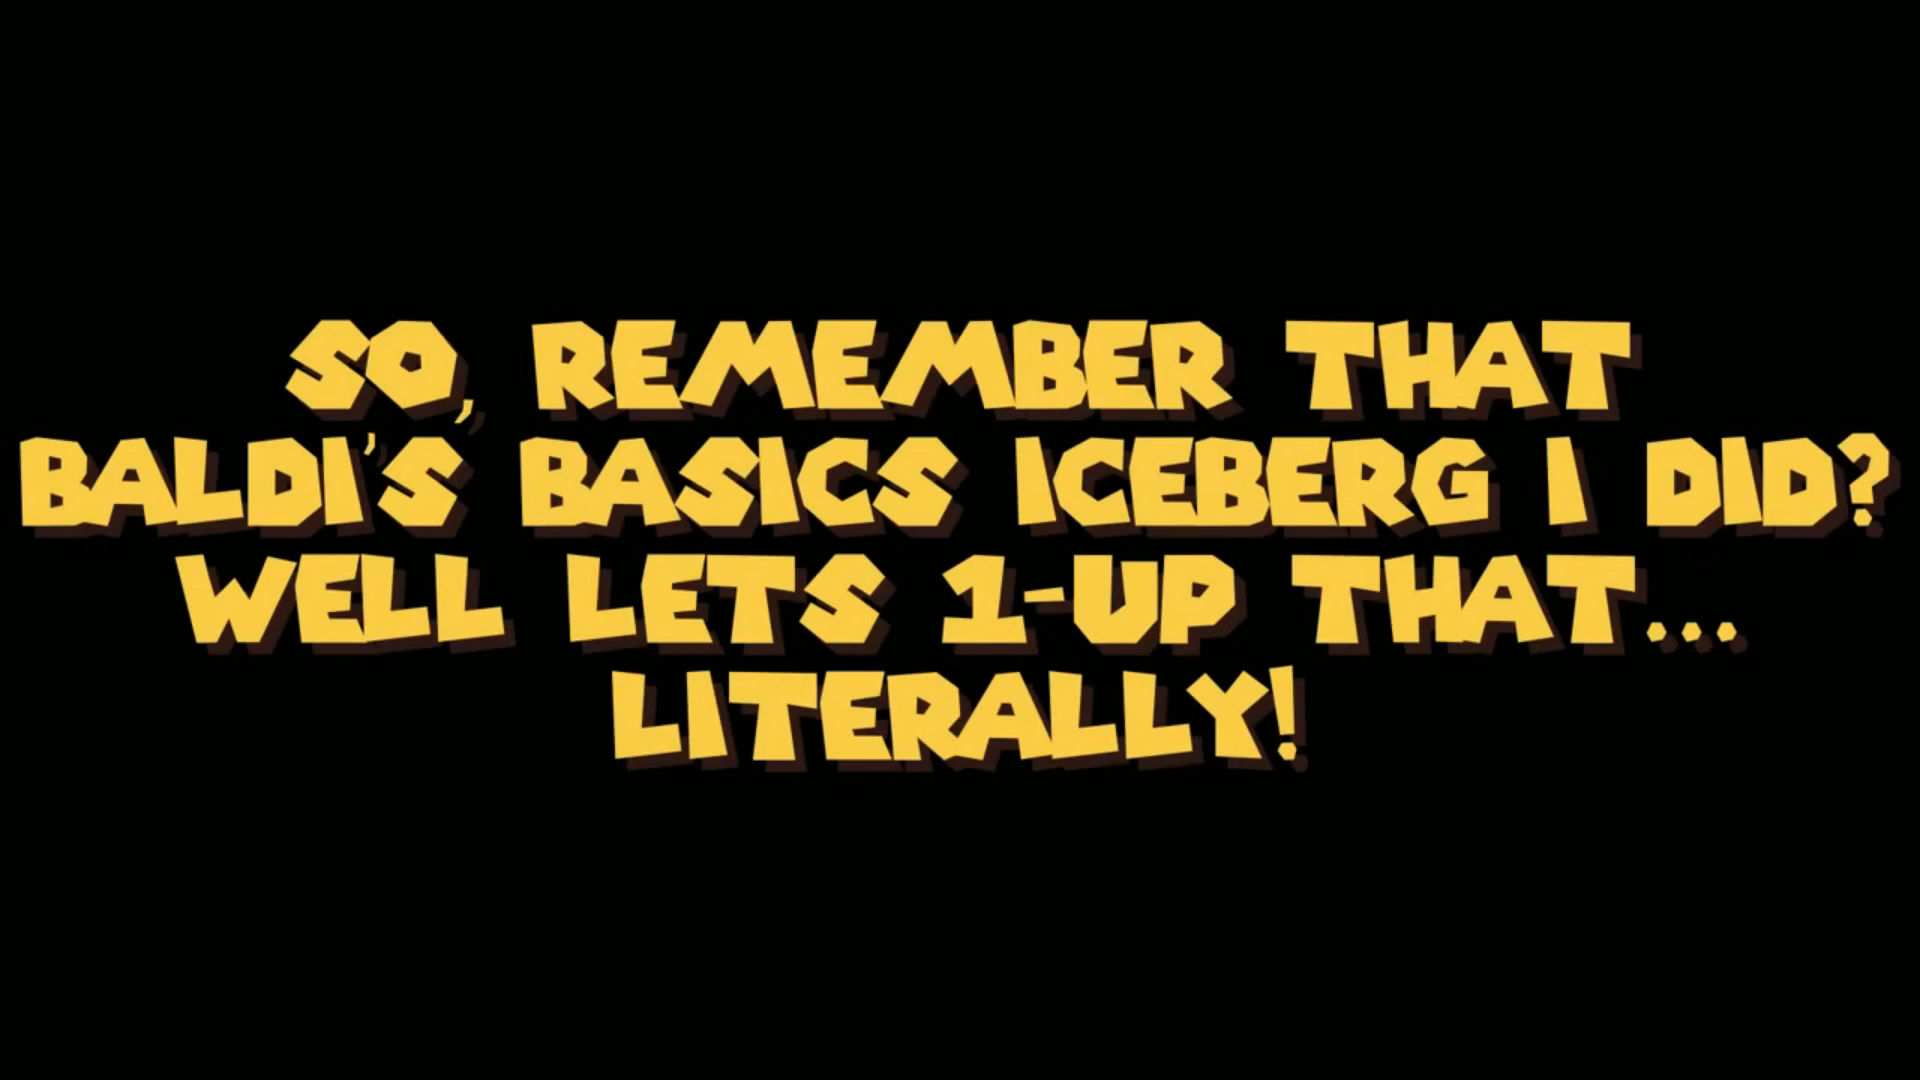 SO, REMEMBER THAT
BALDI'S BASICS ICEBERG I DID?
WELL LETS 1-UP THAT...
LITERALLY!